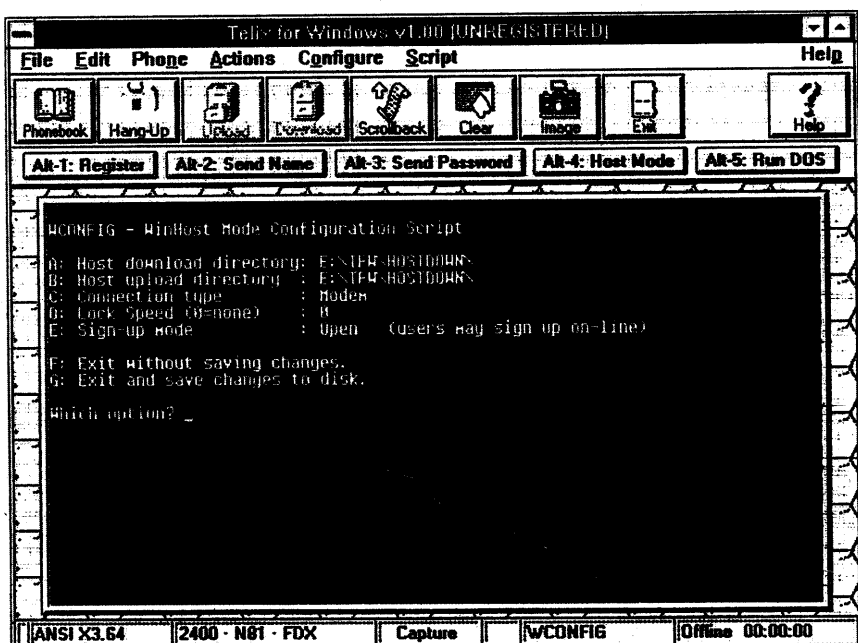 Telix for Windows v1.00 [UNREGISTERED]
File Edit Phone Actions Configure Script Help
Phonebook Hang-Up Upload Download Scrollback Clear Image Exit Help
Alt-1: Register Alt-2: Send Name Alt-3: Send Password Alt-4: Host Mode Alt-5: Run DOS
WCONFIG - WinHost Mode Configuration Script
A: Host download directory: E:\TFW\HOSTDOWN\
B: Host upload directory : E:\TFW\HOSTDOWN\
C: Connection type : Modem
D: Lock Speed (0=none) : 0
E: Sign-up mode : Open (users may sign up on-line)
F: Exit without saving changes.
G: Exit and save changes to disk.
Which option? _
ANSI X3.64 2400 · N81 · FDX Capture WCONFIG Offline 00:00:00